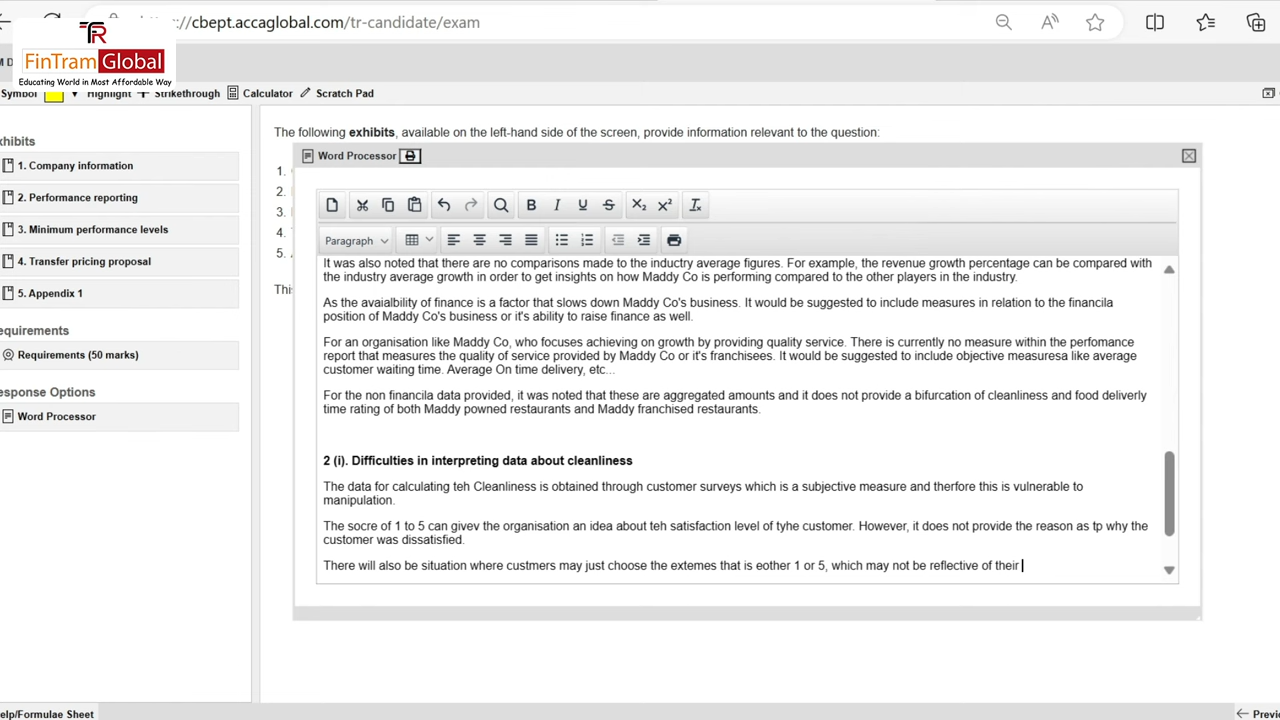 ://cbept.accaglobal.com/tr-candidate/exam
FinTram Global
Educating World in Most Affordable Way
Symbol Highlight Strikethrough Calculator Scratch Pad
The following exhibits, available on the left-hand side of the screen, provide information relevant to the question:
xhibits
1. Company information
2. Performance reporting
3. Minimum performance levels
4. Transfer pricing proposal
5. Appendix 1
equirements
Requirements (50 marks)
esponse Options
Word Processor
1.
2.
3.
4.
5.
This
Word Processor
Paragraph
It was also noted that there are no comparisons made to the inductry average figures. For example, the revenue growth percentage can be compared with
the industry average growth in order to get insights on how Maddy Co is performing compared to the other players in the industry.
As the avaialbility of finance is a factor that slows down Maddy Co's business. It would be suggested to include measures in relation to the financila
position of Maddy Co's business or it's ability to raise finance as well.
For an organisation like Maddy Co, who focuses achieving on growth by providing quality service. There is currently no measure within the perfomance
report that measures the quality of service provided by Maddy Co or it's franchisees. It would be suggested to include objective measuresa like average
customer waiting time. Average On time delivery, etc...
For the non financila data provided, it was noted that these are aggregated amounts and it does not provide a bifurcation of cleanliness and food deliverly
time rating of both Maddy powned restaurants and Maddy franchised restaurants.
2 (i). Difficulties in interpreting data about cleanliness
The data for calculating teh Cleanliness is obtained through customer surveys which is a subjective measure and therfore this is vulnerable to
manipulation.
The socre of 1 to 5 can givev the organisation an idea about teh satisfaction level of tyhe customer. However, it does not provide the reason as tp why the
customer was dissatisfied.
There will also be situation where custmers may just choose the extemes that is eother 1 or 5, which may not be reflective of their
elp/Formulae Sheet
Previo